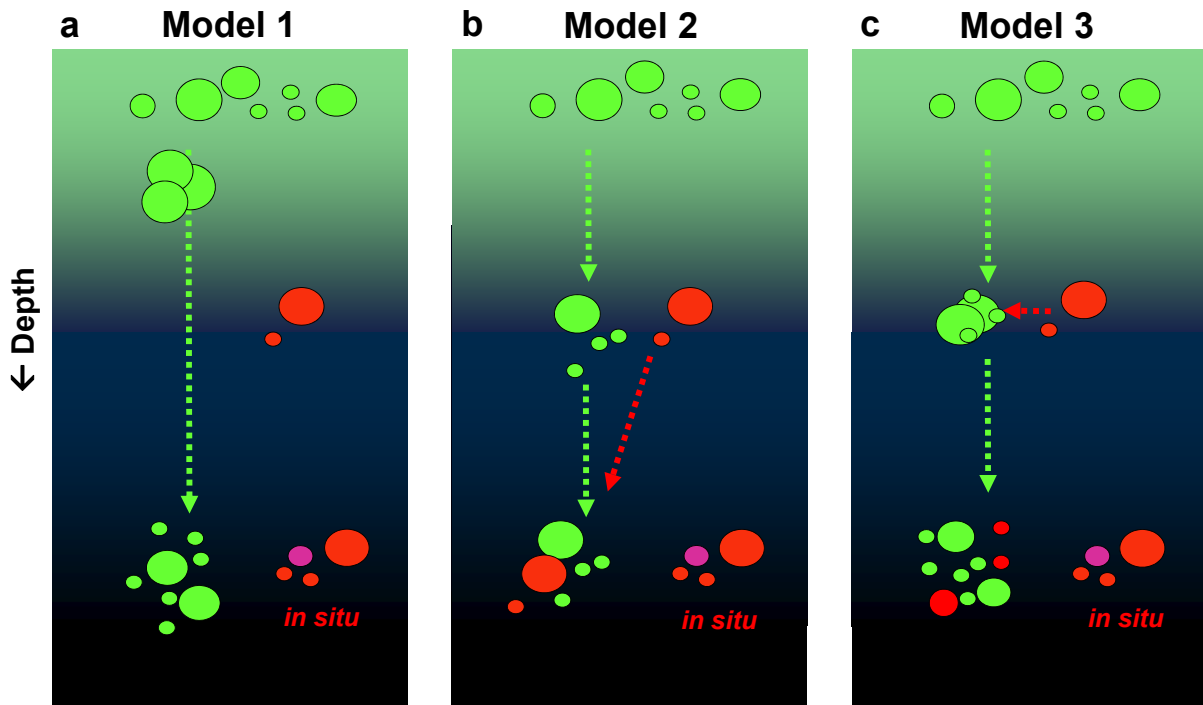 a Model 1
b Model 2
c Model 3
← Depth
in situ
in situ
in situ